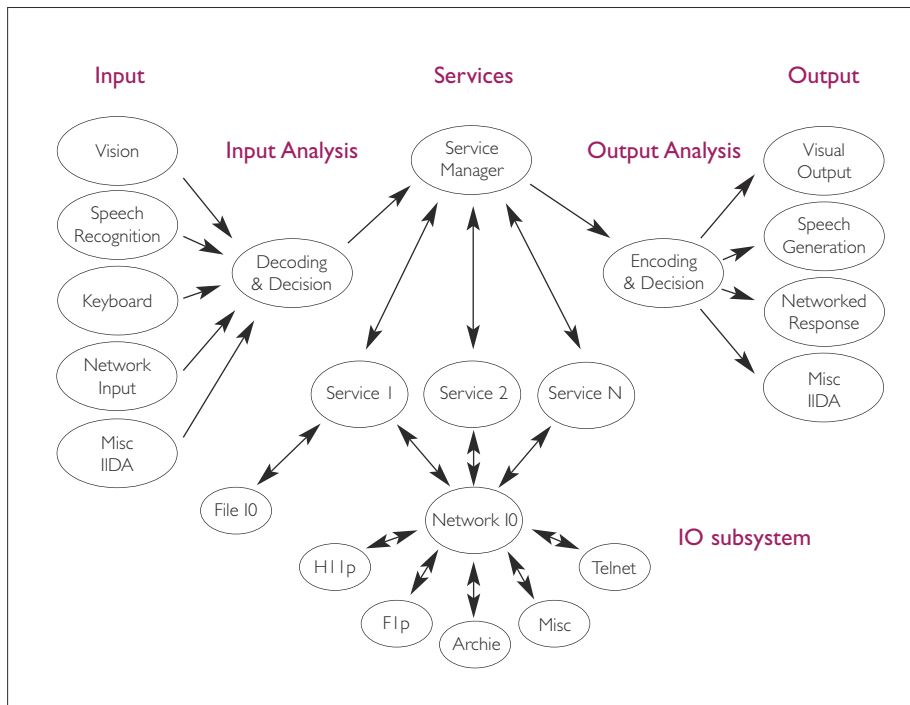 Input
Services
Output
Input Analysis
Output Analysis
Vision
Speech
Recognition
Keyboard
Network
Input
Misc
IIDA
Decoding
& Decision
Service
Manager
Encoding
& Decision
Visual
Output
Speech
Generation
Networked
Response
Misc
IIDA
Service 1
Service 2
Service N
File I0
Network I0
IO subsystem
H11p
F1p
Archie
Misc
Telnet